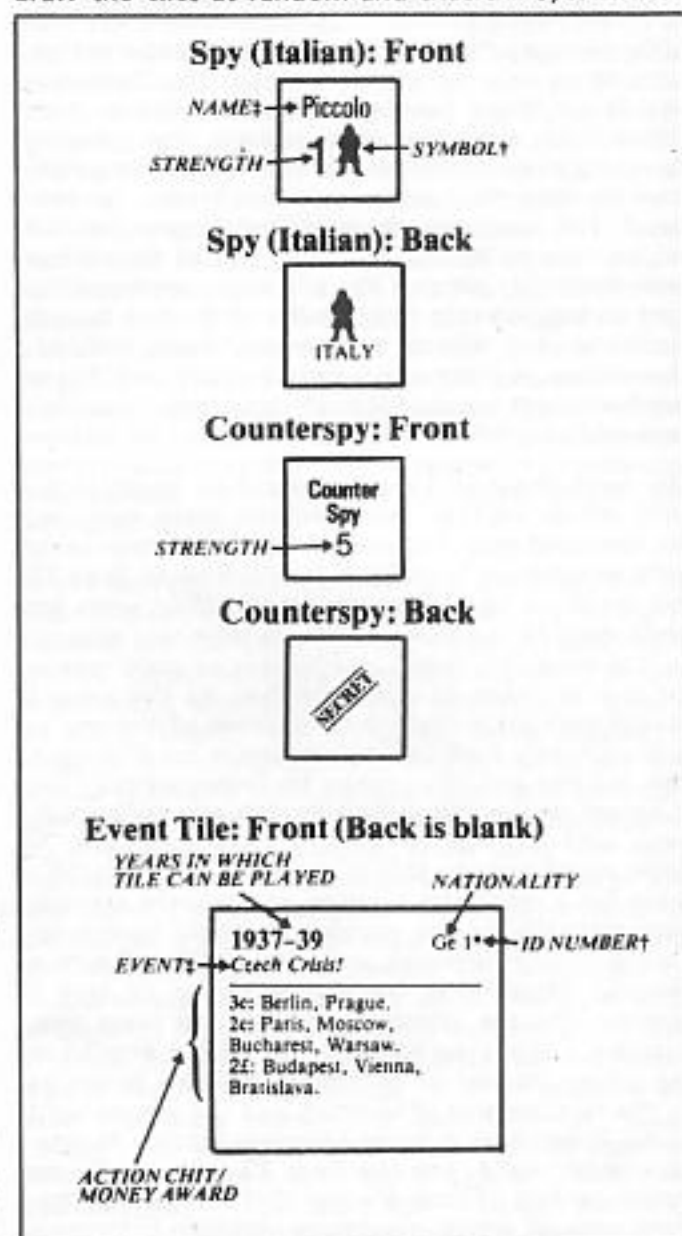 Spy (Italian): Front
NAME‡
Piccolo
STRENGTH
1
SYMBOL†
Spy (Italian): Back
ITALY
Counterspy: Front
Counter
Spy
STRENGTH
5
Counterspy: Back
SECRET
Event Tile: Front (Back is blank)
YEARS IN WHICH
TILE CAN BE PLAYED
NATIONALITY
1937–39
Ge 1*
ID NUMBER†
EVENT‡
Czech Crisis!
3e: Berlin, Prague,
2e: Paris, Moscow,
Bucharest, Warsaw.
2£: Budapest, Vienna,
Bratislava.
ACTION CHIT/
MONEY AWARD